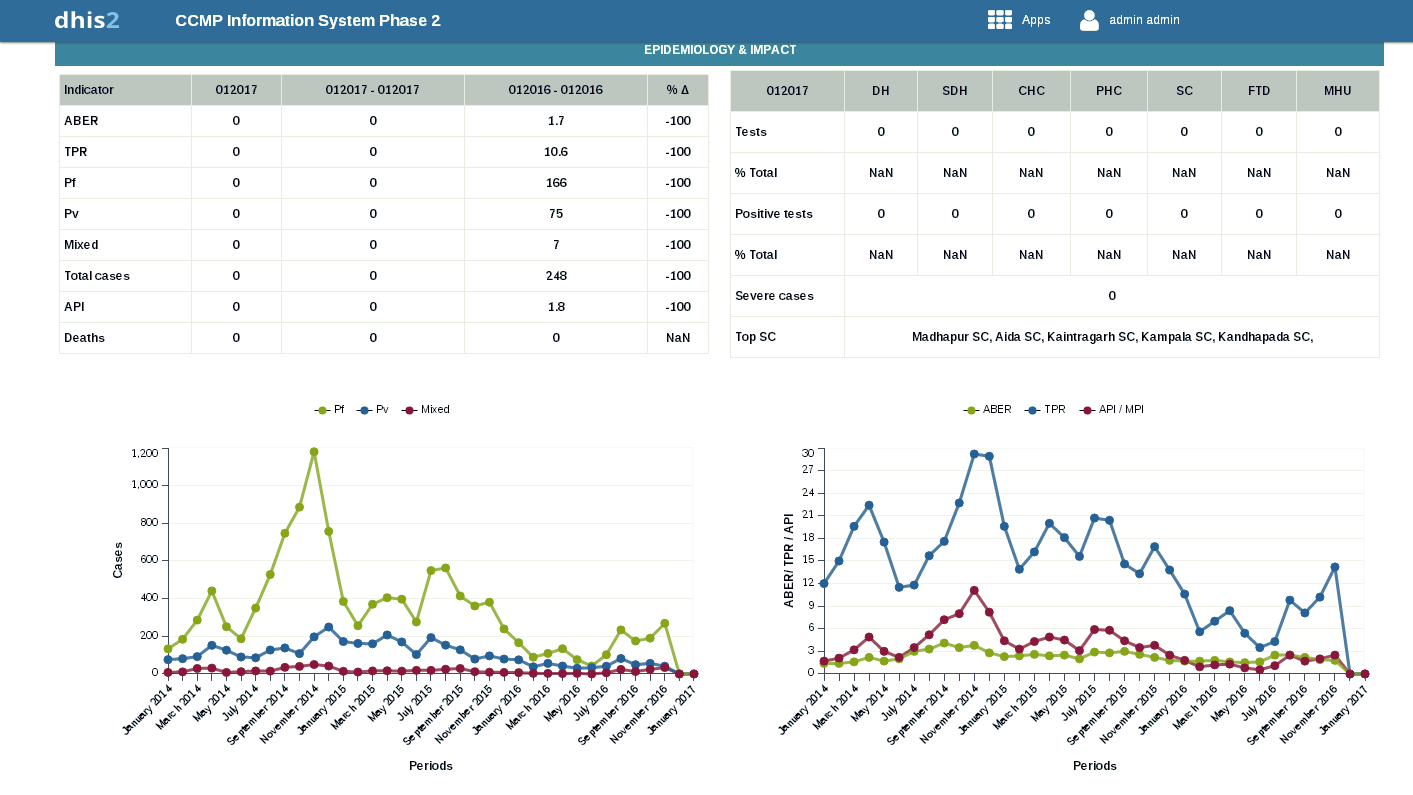 dhis2 CCMP Information System Phase 2 Apps admin admin
EPIDEMIOLOGY & IMPACT
Indicator 012017 012017 - 012017 012016 - 012016 % Δ
ABER 0 0 1.7 -100
TPR 0 0 10.6 -100
Pf 0 0 166 -100
Pv 0 0 75 -100
Mixed 0 0 7 -100
Total cases 0 0 248 -100
API 0 0 1.8 -100
Deaths 0 0 0 NaN
012017 DH SDH CHC PHC SC FTD MHU
Tests 0 0 0 0 0 0 0
% Total NaN NaN NaN NaN NaN NaN NaN
Positive tests 0 0 0 0 0 0 0
% Total NaN NaN NaN NaN NaN NaN NaN
Severe cases 0
Top SC Madhapur SC, Aida SC, Kaintragarh SC, Kampala SC, Kandhapada SC,
Pf Pv Mixed
1,200
1,000
800
600
400
200
0
Cases
January 2014 March 2014 May 2014 July 2014 September 2014 November 2014 January 2015 March 2015 May 2015 July 2015 September 2015 November 2015 January 2016 March 2016 May 2016 July 2016 September 2016 November 2016 January 2017
Periods
ABER TPR API / MPI
30
27
24
21
18
15
12
9
6
3
0
ABER/ TPR / API
January 2014 March 2014 May 2014 July 2014 September 2014 November 2014 January 2015 March 2015 May 2015 July 2015 September 2015 November 2015 January 2016 March 2016 May 2016 July 2016 September 2016 November 2016 January 2017
Periods